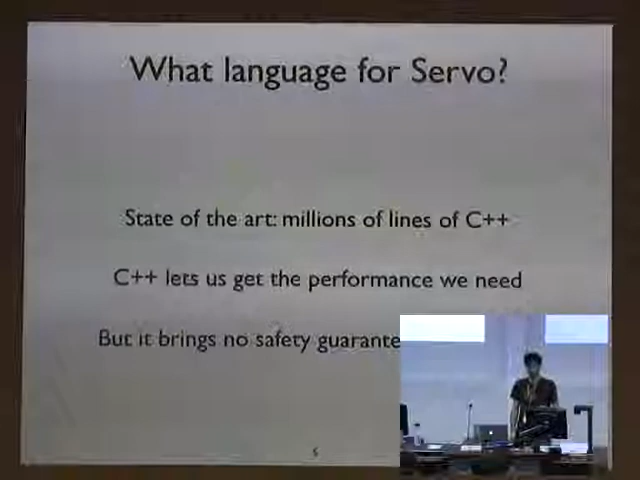 What language for Servo?
State of the art: millions of lines of C++
C++ lets us get the performance we need
But it brings no safety guarante
5